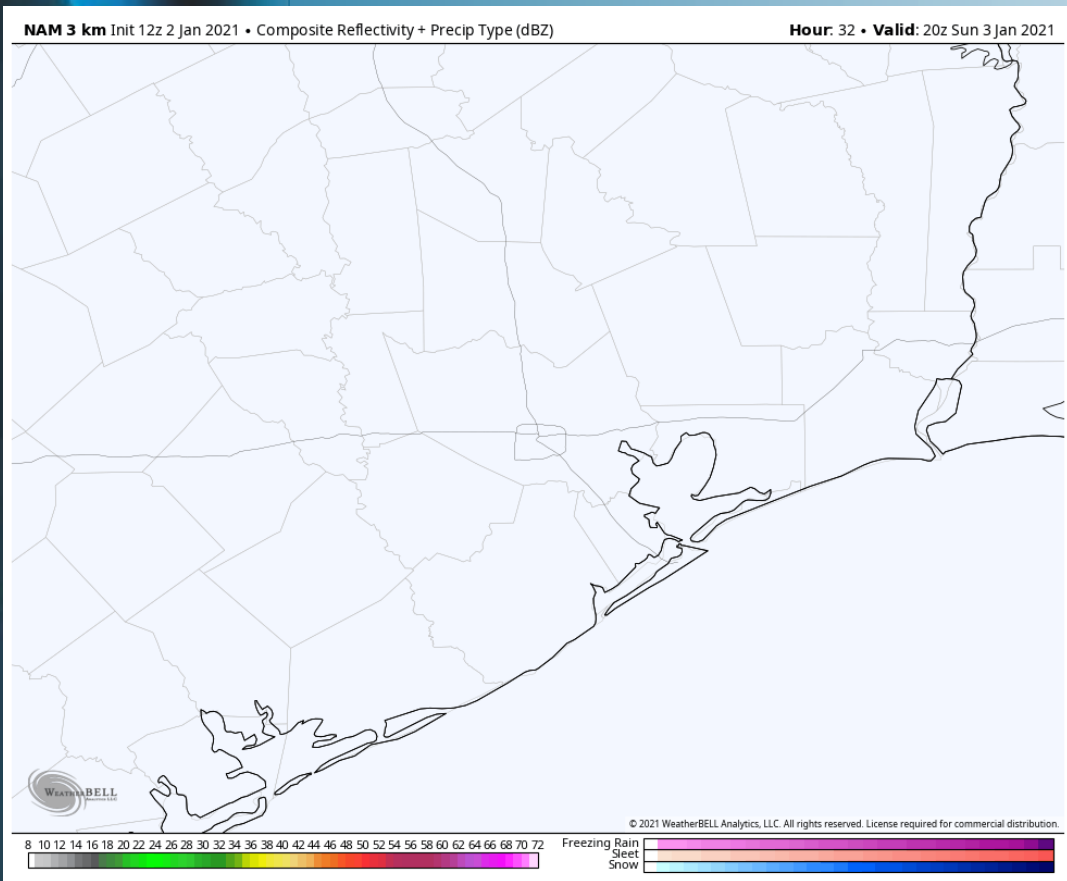 NAM 3 km Init 12z 2 Jan 2021 • Composite Reflectivity + Precip Type (dBZ)
Hour: 32 • Valid: 20z Sun 3 Jan 2021
WEATHERBELL
Analytics LLC
© 2021 WeatherBELL Analytics, LLC. All rights reserved. License required for commercial distribution.
8 10 12 14 16 18 20 22 24 26 28 30 32 34 36 38 40 42 44 46 48 50 52 54 56 58 60 62 64 66 68 70 72
Freezing Rain
Sleet
Snow